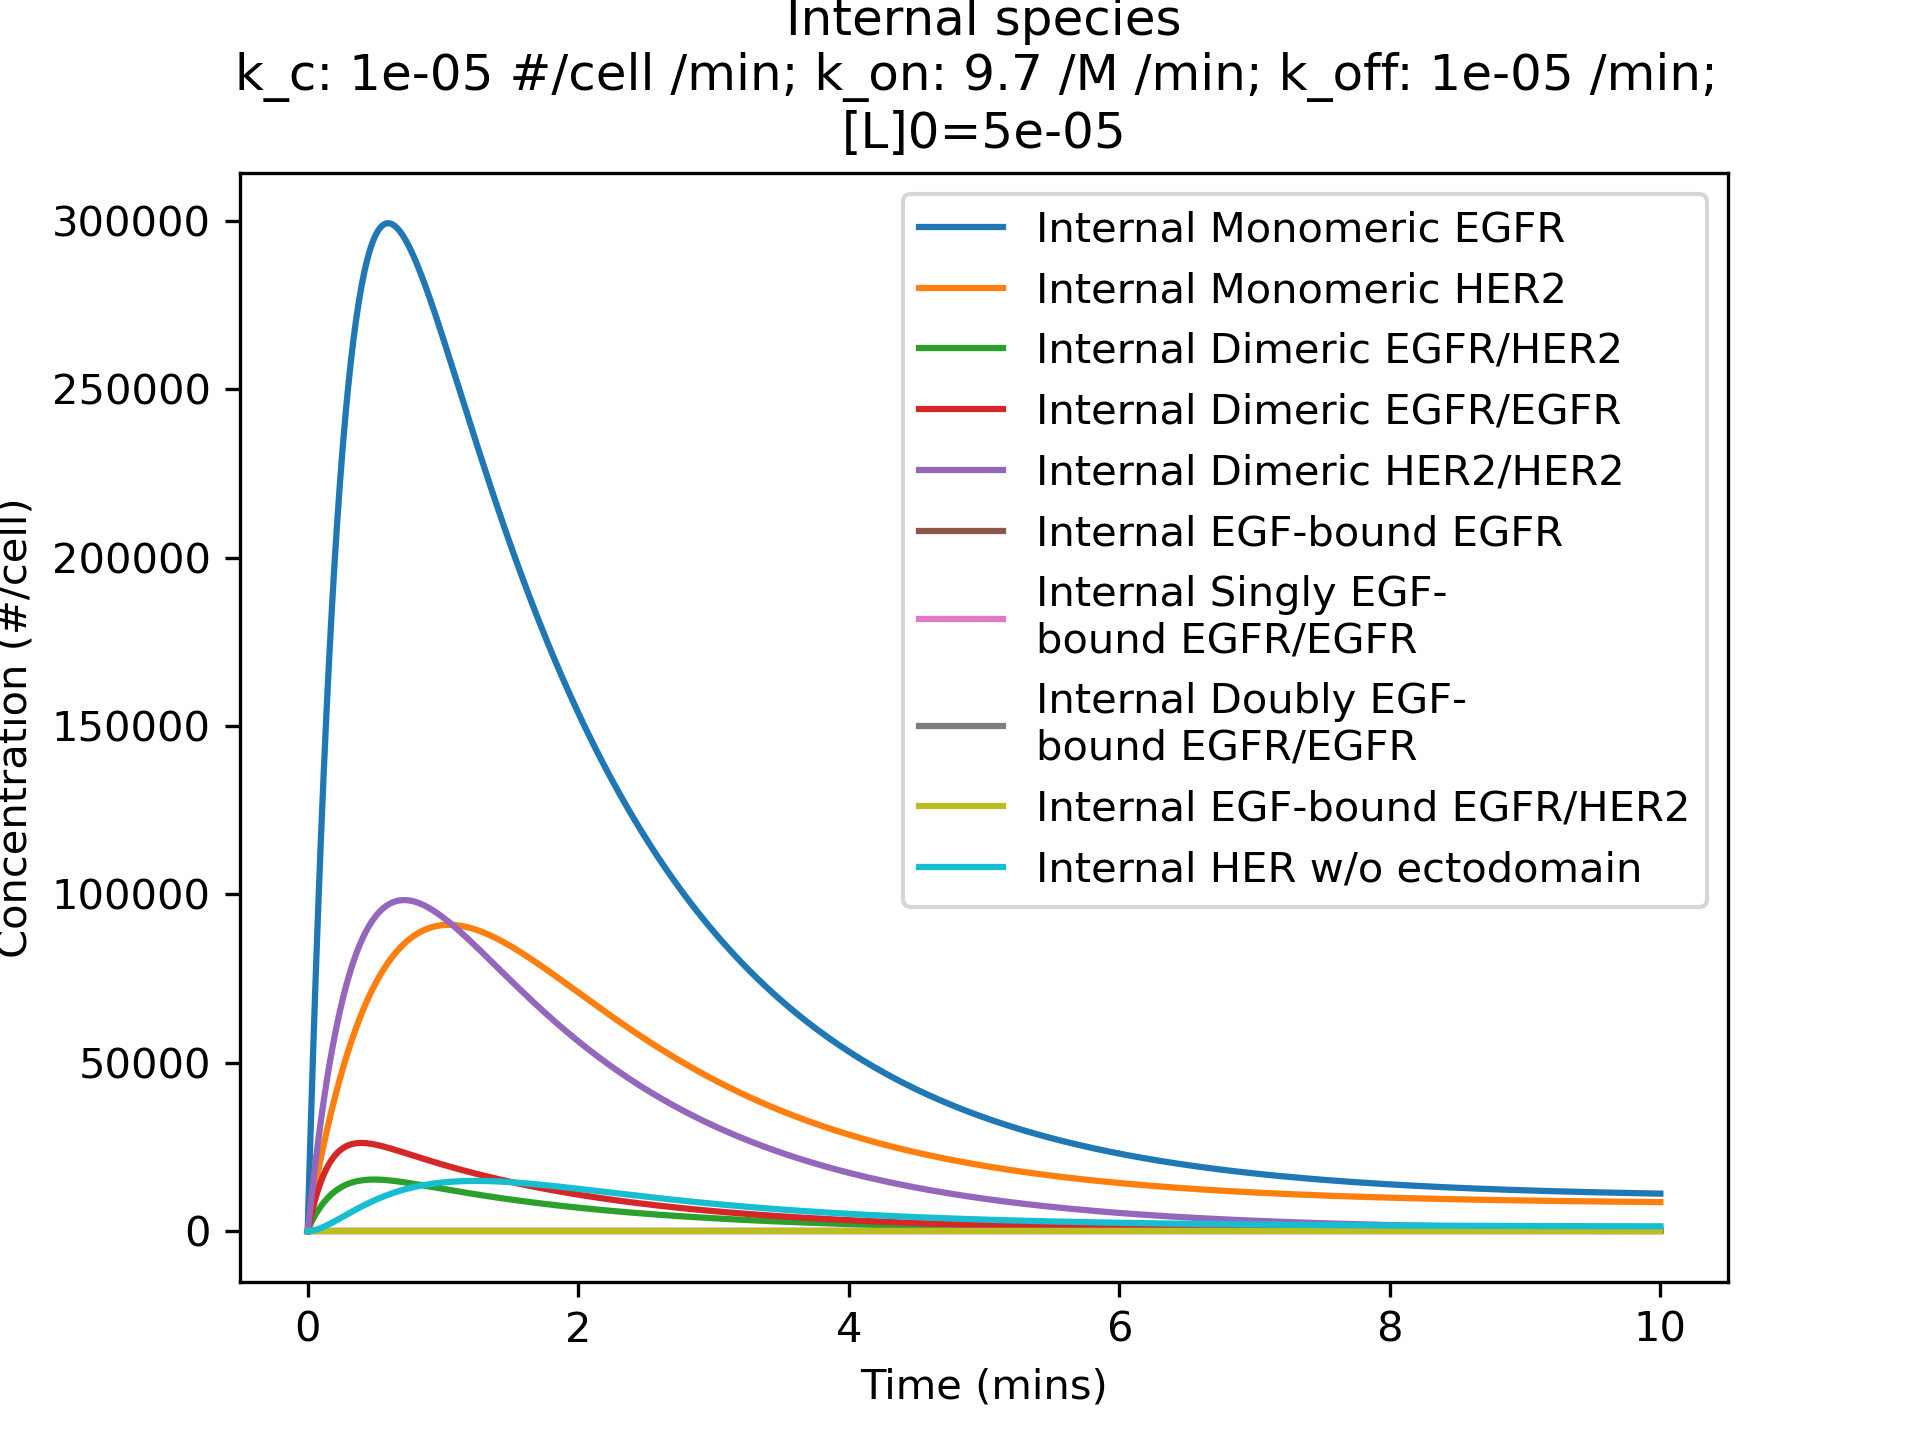 Internal species
k_c: 1e-05 #/cell /min; k_on: 9.7 /M /min; k_off: 1e-05 /min;
[L]0=5e-05
300000
250000
200000
150000
100000
50000
0
Concentration (#/cell)
Internal Monomeric EGFR
Internal Monomeric HER2
Internal Dimeric EGFR/HER2
Internal Dimeric EGFR/EGFR
Internal Dimeric HER2/HER2
Internal EGF-bound EGFR
Internal Singly EGF-
bound EGFR/EGFR
Internal Doubly EGF-
bound EGFR/EGFR
Internal EGF-bound EGFR/HER2
Internal HER w/o ectodomain
0 2 4 6 8 10
Time (mins)